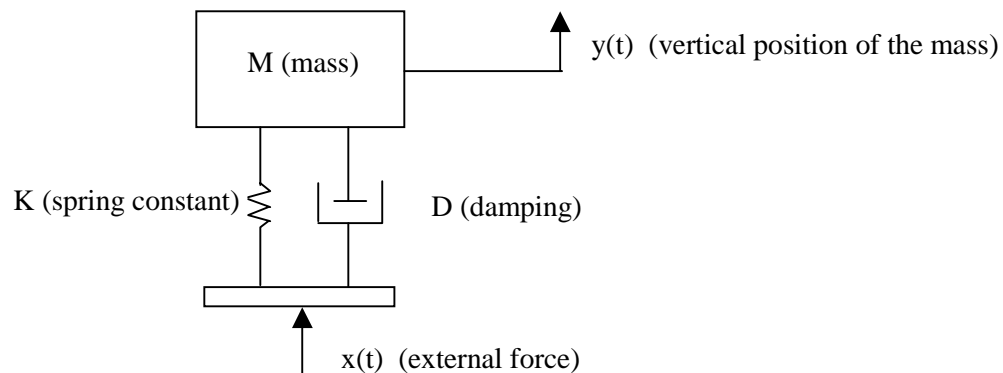 M (mass)
y(t) (vertical position of the mass)
K (spring constant)
D (damping)
x(t) (external force)